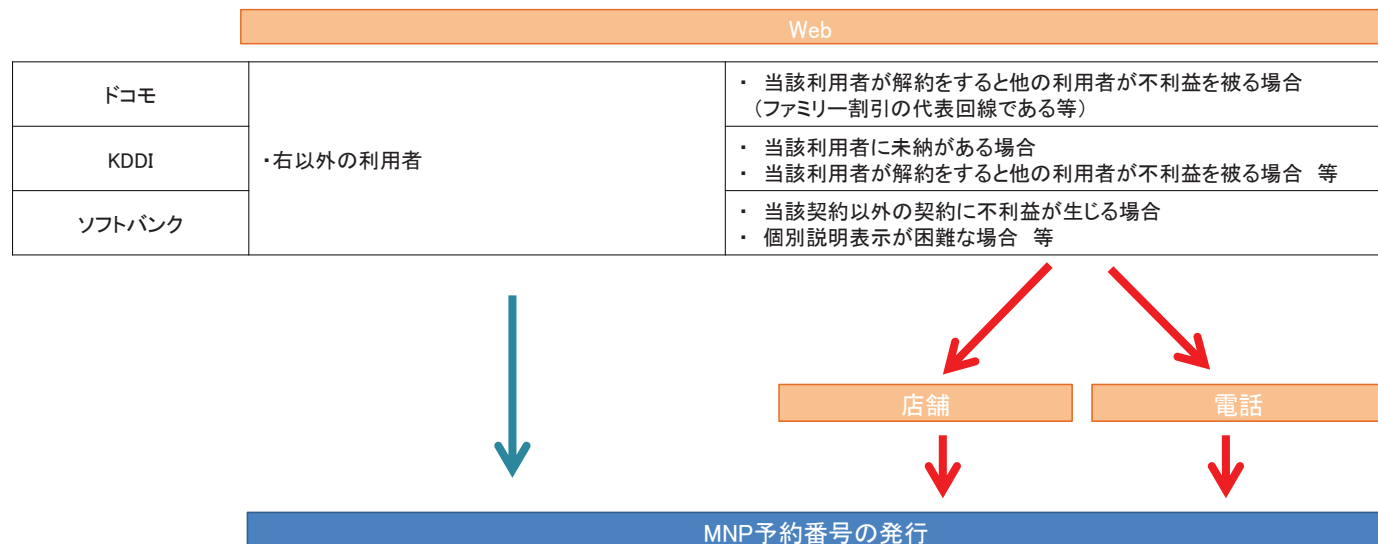 Web
ドコモ
・右以外の利用者
・ 当該利用者が解約をすると他の利用者が不利益を被る場合
（ファミリー割引の代表回線である等）
KDDI
・ 当該利用者に未納がある場合
・ 当該利用者が解約をすると他の利用者が不利益を被る場合 等
ソフトバンク
・ 当該契約以外の契約に不利益が生じる場合
・ 個別説明表示が困難な場合 等
店舗
電話
MNP予約番号の発行